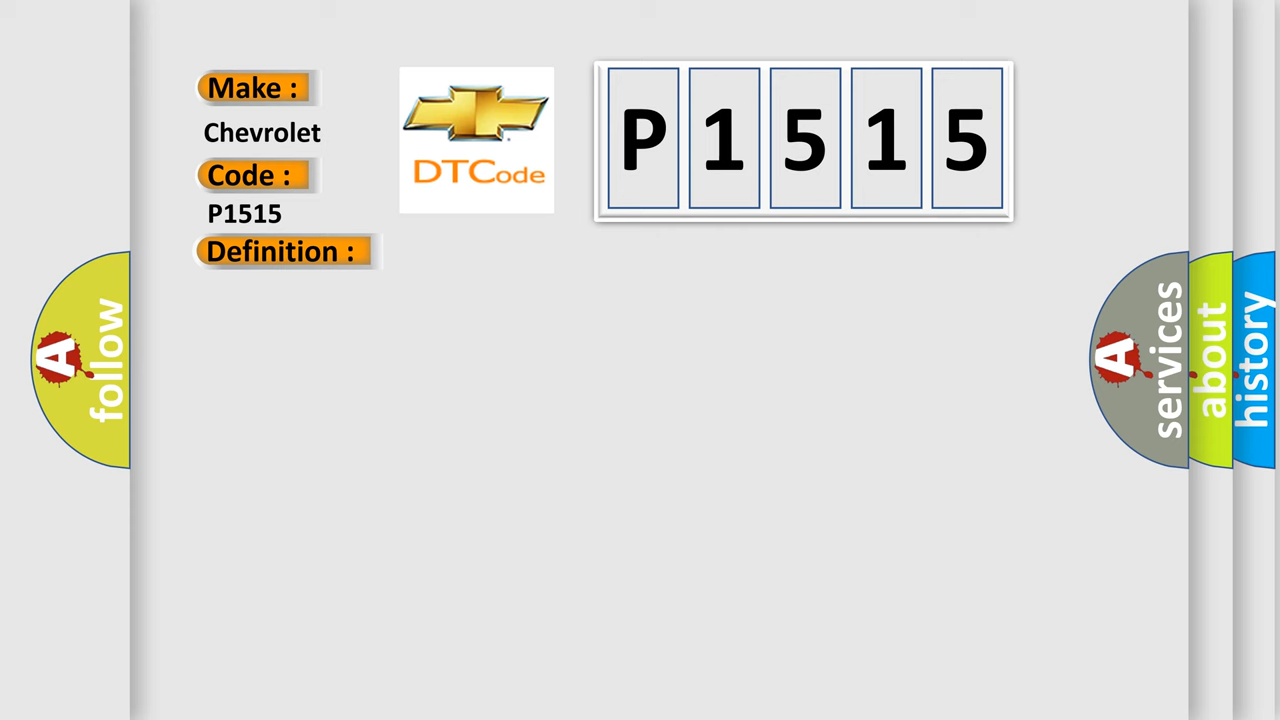 Make :
Chevrolet
Code :
P1515
Definition :
DTCode
P 1 5 1 5
A follow
A services
about
history